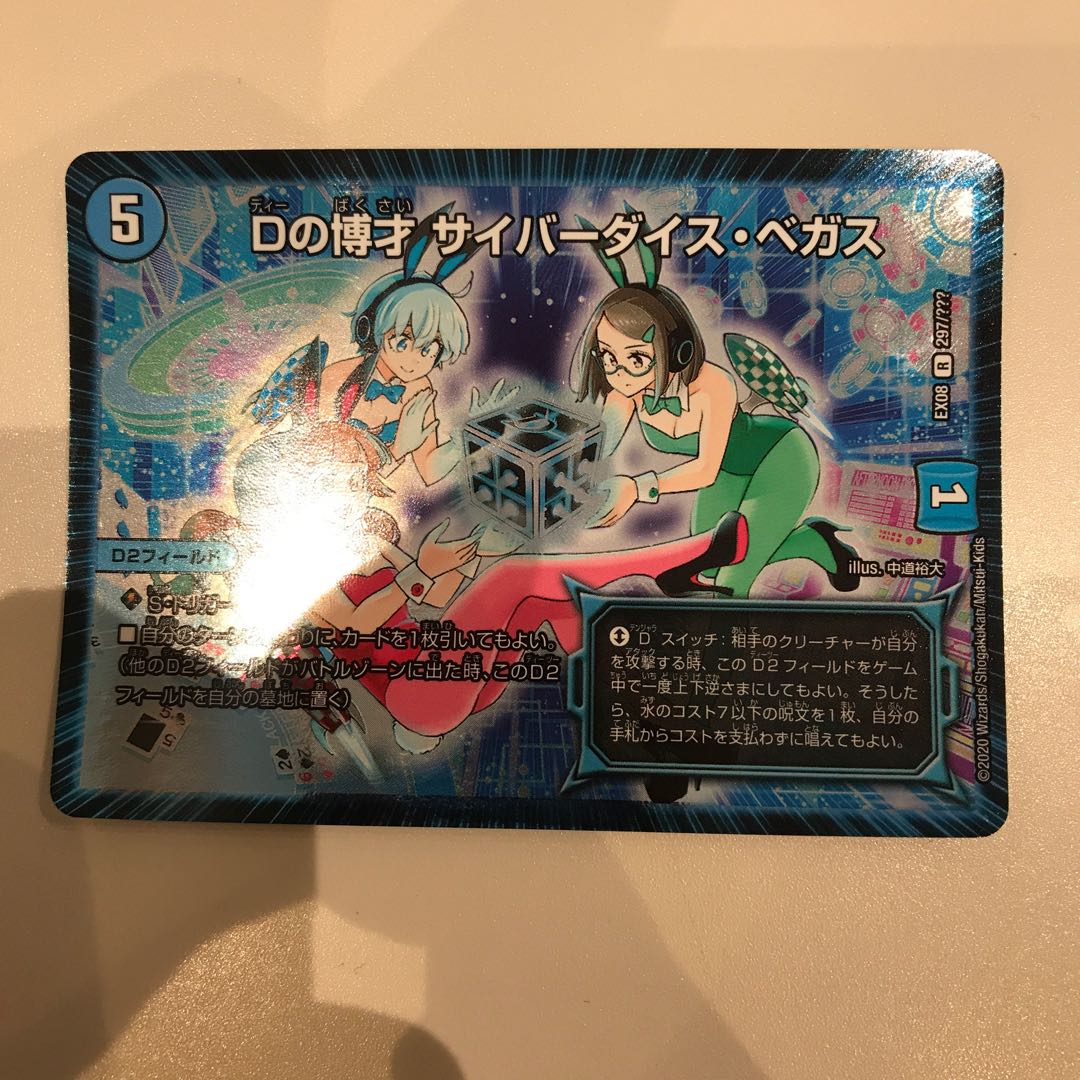 5
Dの博才 サイバーダイス・ベガス
EX08 R 297/???
1
D2フィールド
illus. 中道裕大
S・トリガー
■自分のターンの終わりに、カードを1枚引いてもよい。
(他のD2フィールドがバトルゾーンに出た時、このD2
フィールドを自分の墓地に置く)
Dスイッチ：相手のクリーチャーが自分
を攻撃する時、このD2フィールドをゲーム
中で一度上下逆さまにしてもよい。そうした
ら、水のコスト7以下の呪文を1枚、自分の
手札からコストを支払わずに唱えてもよい。
©2020 Wizards/Shogakukan/Mitsui-Kids